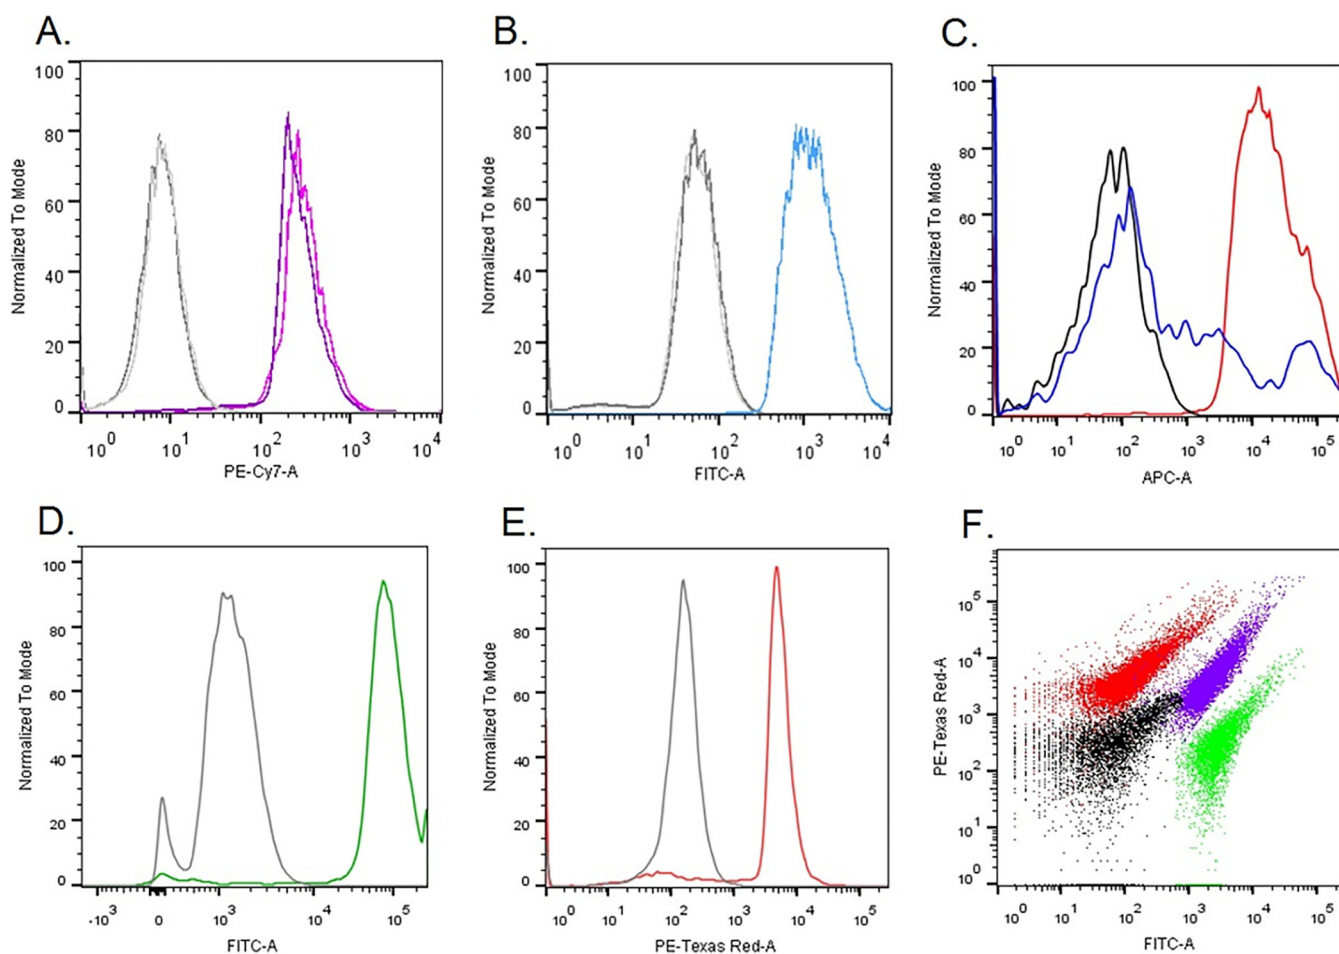 A.
100
80
60
40
20
0
Normalized To Mode
10^0 10^1 10^2 10^3 10^4
PE-Cy7-A
B.
100
80
60
40
20
0
Normalized To Mode
10^0 10^1 10^2 10^3 10^4
FITC-A
C.
100
80
60
40
20
0
Normalized To Mode
10^0 10^1 10^2 10^3 10^4 10^5
APC-A
D.
100
80
60
40
20
0
Normalized To Mode
-10^3 0 10^3 10^4 10^5
FITC-A
E.
100
80
60
40
20
0
Normalized To Mode
10^0 10^1 10^2 10^3 10^4 10^5
PE-Texas Red-A
F.
10^5
10^4
10^3
10^2
10^1
10^0
PE-Texas Red-A
10^0 10^1 10^2 10^3 10^4 10^5
FITC-A